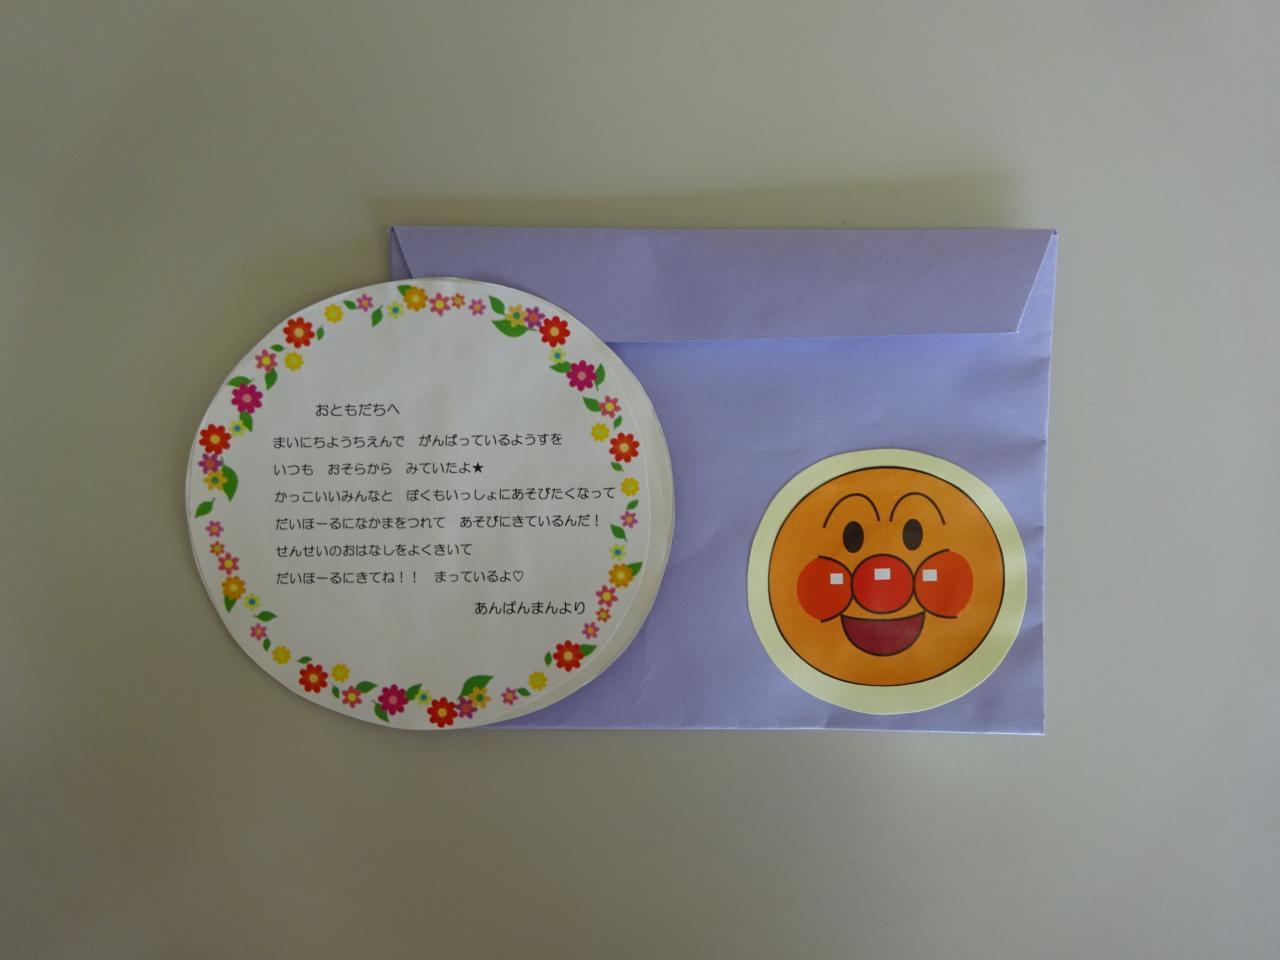 おともだちへ
まいにちようちえんで　がんばっているようすを
いつも　おそらから　みていたよ★
かっこいいみんなと　ぼくもいっしょにあそびたくなって
だいほーるになかまをつれて　あそびにきているんだ！
せんせいのおはなしをよくきいて
だいほーるにきてね！！　まっているよ♡
あんぱんまんより